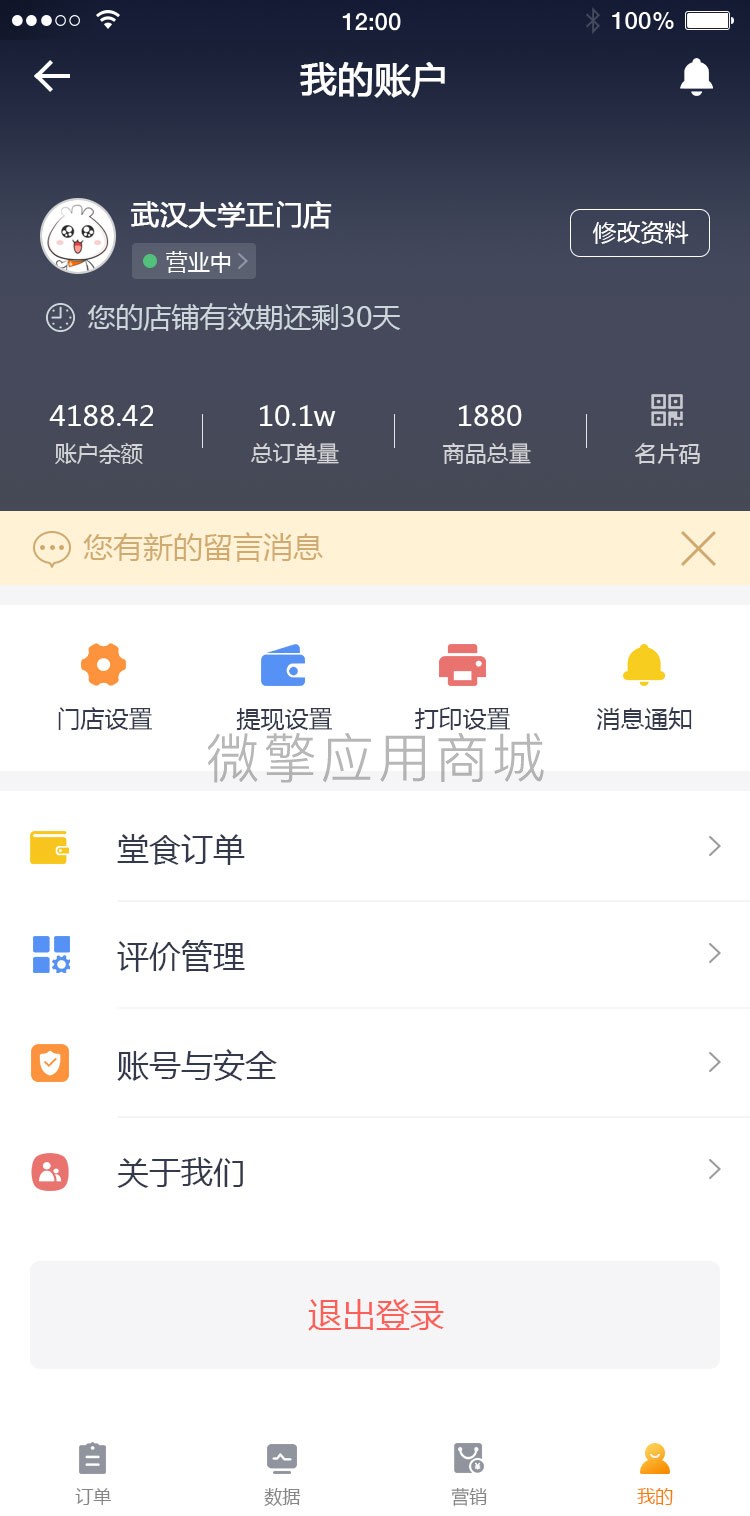 12:00 100%
我的账户
武汉大学正门店
营业中
修改资料
您的店铺有效期还剩30天
4188.42 10.1w 1880
账户余额 总订单量 商品总量 名片码
您有新的留言消息
门店设置 提现设置 打印设置 消息通知
微擎应用商城
堂食订单
评价管理
账号与安全
关于我们
退出登录
订单 数据 营销 我的